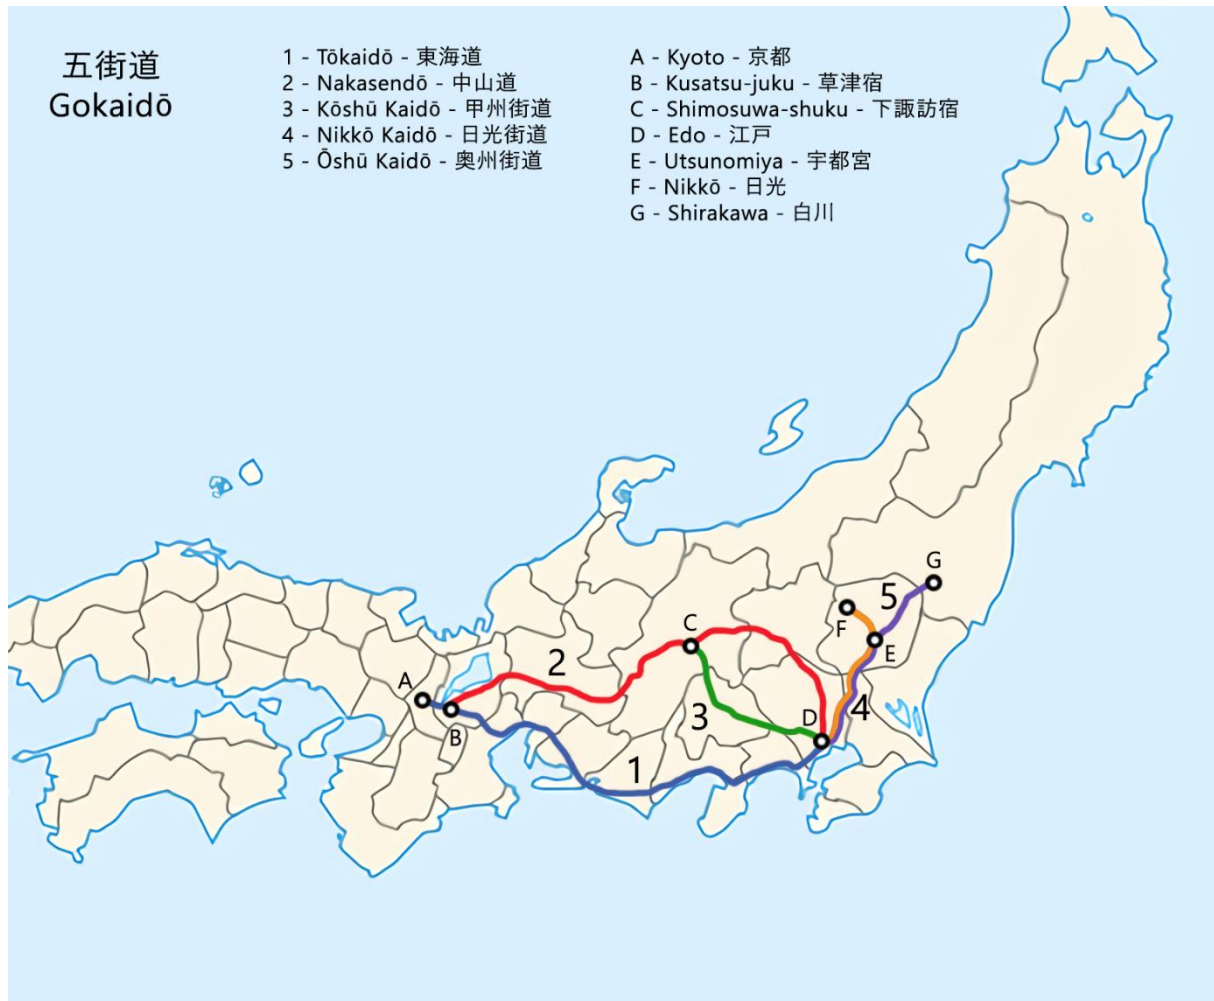 五街道
Gokaidō
1 - Tōkaidō - 東海道
2 - Nakasendō - 中山道
3 - Kōshū Kaidō - 甲州街道
4 - Nikkō Kaidō - 日光街道
5 - Ōshū Kaidō - 奥州街道
A - Kyoto - 京都
B - Kusatsu-juku - 草津宿
C - Shimosuwa-shuku - 下諏訪宿
D - Edo - 江戸
E - Utsunomiya - 宇都宮
F - Nikkō - 日光
G - Shirakawa - 白川
G
5
F
E
C
2
A
B
3
D
4
1